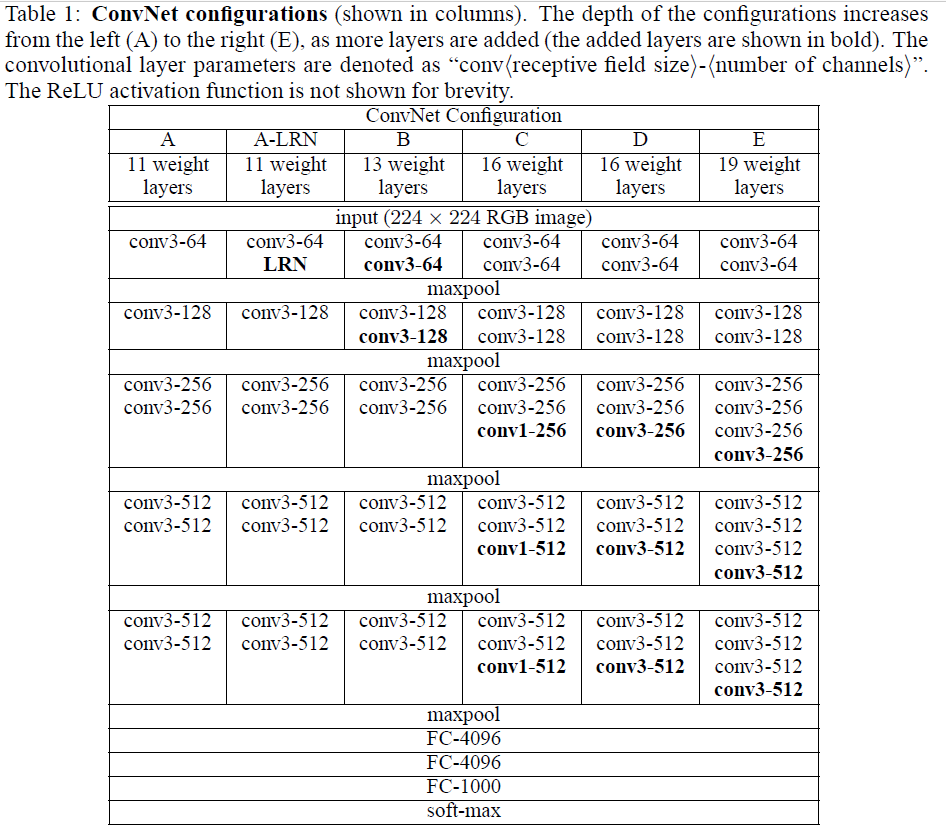 Table 1: ConvNet configurations (shown in columns). The depth of the configurations increases
from the left (A) to the right (E), as more layers are added (the added layers are shown in bold). The
convolutional layer parameters are denoted as “conv⟨receptive field size⟩-⟨number of channels⟩”.
The ReLU activation function is not shown for brevity.
ConvNet Configuration
A A-LRN B C D E
11 weight 11 weight 13 weight 16 weight 16 weight 19 weight
layers layers layers layers layers layers
input (224 × 224 RGB image)
conv3-64 conv3-64 conv3-64 conv3-64 conv3-64 conv3-64
LRN conv3-64 conv3-64 conv3-64 conv3-64
maxpool
conv3-128 conv3-128 conv3-128 conv3-128 conv3-128 conv3-128
conv3-128 conv3-128 conv3-128 conv3-128
maxpool
conv3-256 conv3-256 conv3-256 conv3-256 conv3-256 conv3-256
conv3-256 conv3-256 conv3-256 conv3-256 conv3-256 conv3-256
conv1-256 conv3-256 conv3-256
conv3-256
maxpool
conv3-512 conv3-512 conv3-512 conv3-512 conv3-512 conv3-512
conv3-512 conv3-512 conv3-512 conv3-512 conv3-512 conv3-512
conv1-512 conv3-512 conv3-512
conv3-512
maxpool
conv3-512 conv3-512 conv3-512 conv3-512 conv3-512 conv3-512
conv3-512 conv3-512 conv3-512 conv3-512 conv3-512 conv3-512
conv1-512 conv3-512 conv3-512
conv3-512
maxpool
FC-4096
FC-4096
FC-1000
soft-max